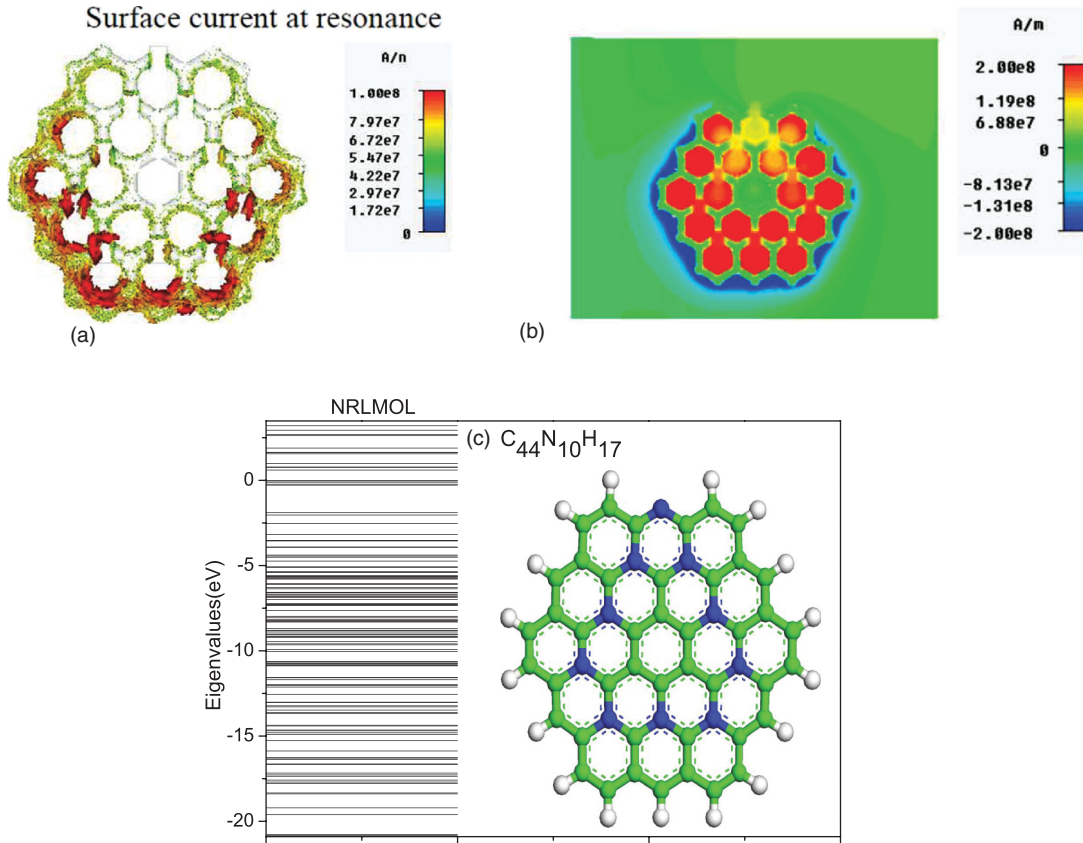 Surface current at resonance
A/n
1.00e8
7.97e7
6.72e7
5.47e7
4.22e7
2.97e7
1.72e7
0
(a)
A/m
2.00e8
1.19e8
6.88e7
0
-8.13e7
-1.31e8
-2.00e8
(b)
NRLMOL
(c) C44N10H17
Eigenvalues(eV)
0
-5
-10
-15
-20